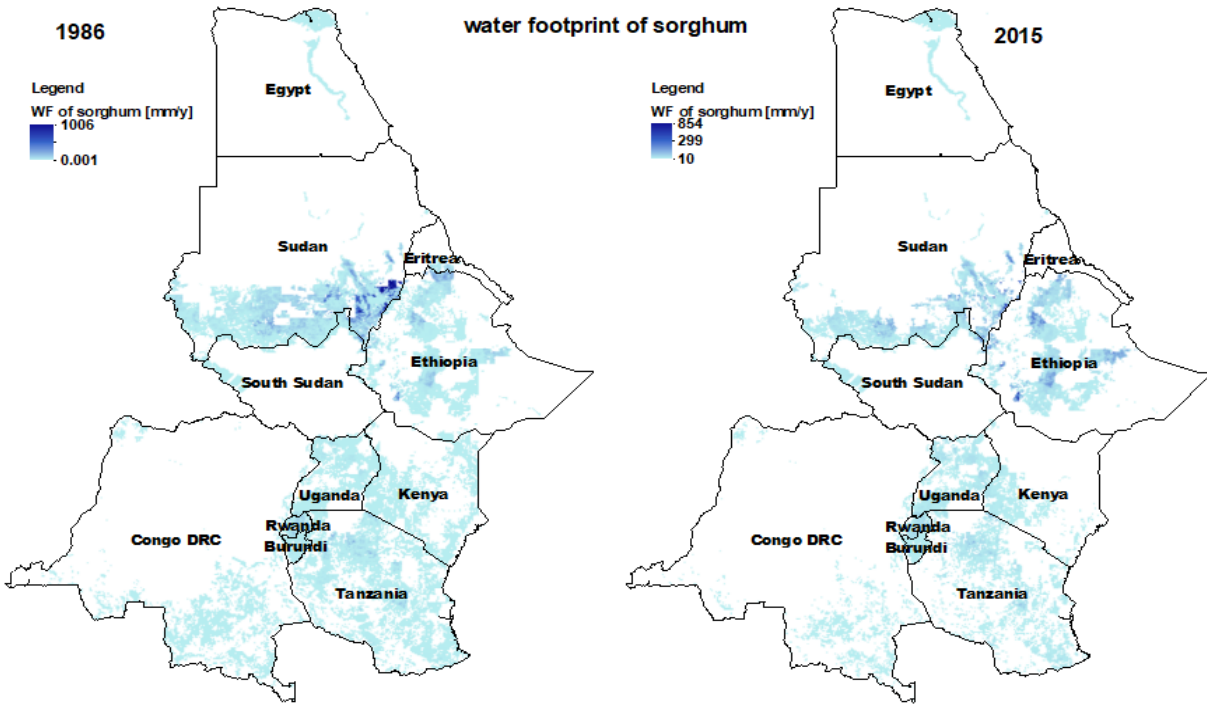 water footprint of sorghum
1986
Legend
WF of sorghum [mm/y]
1006
0.001
Egypt
Sudan
Eritrea
Ethiopia
South Sudan
Uganda
Kenya
Rwanda
Burundi
Congo DRC
Tanzania
2015
Legend
WF of sorghum [mm/y]
854
299
10
Egypt
Sudan
Eritrea
Ethiopia
South Sudan
Uganda
Kenya
Rwanda
Burundi
Congo DRC
Tanzania